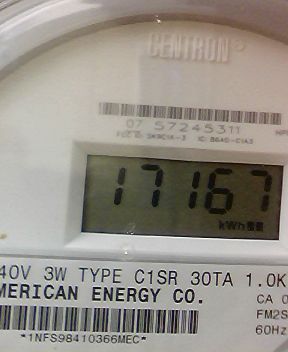 CENTRON®
07 57245311
17167
kWh
40V 3W TYPE C1SR 30TA 1.0K
MERICAN ENERGY CO.
CA 0
FM2S
60Hz
*1NFS98410366MEC*